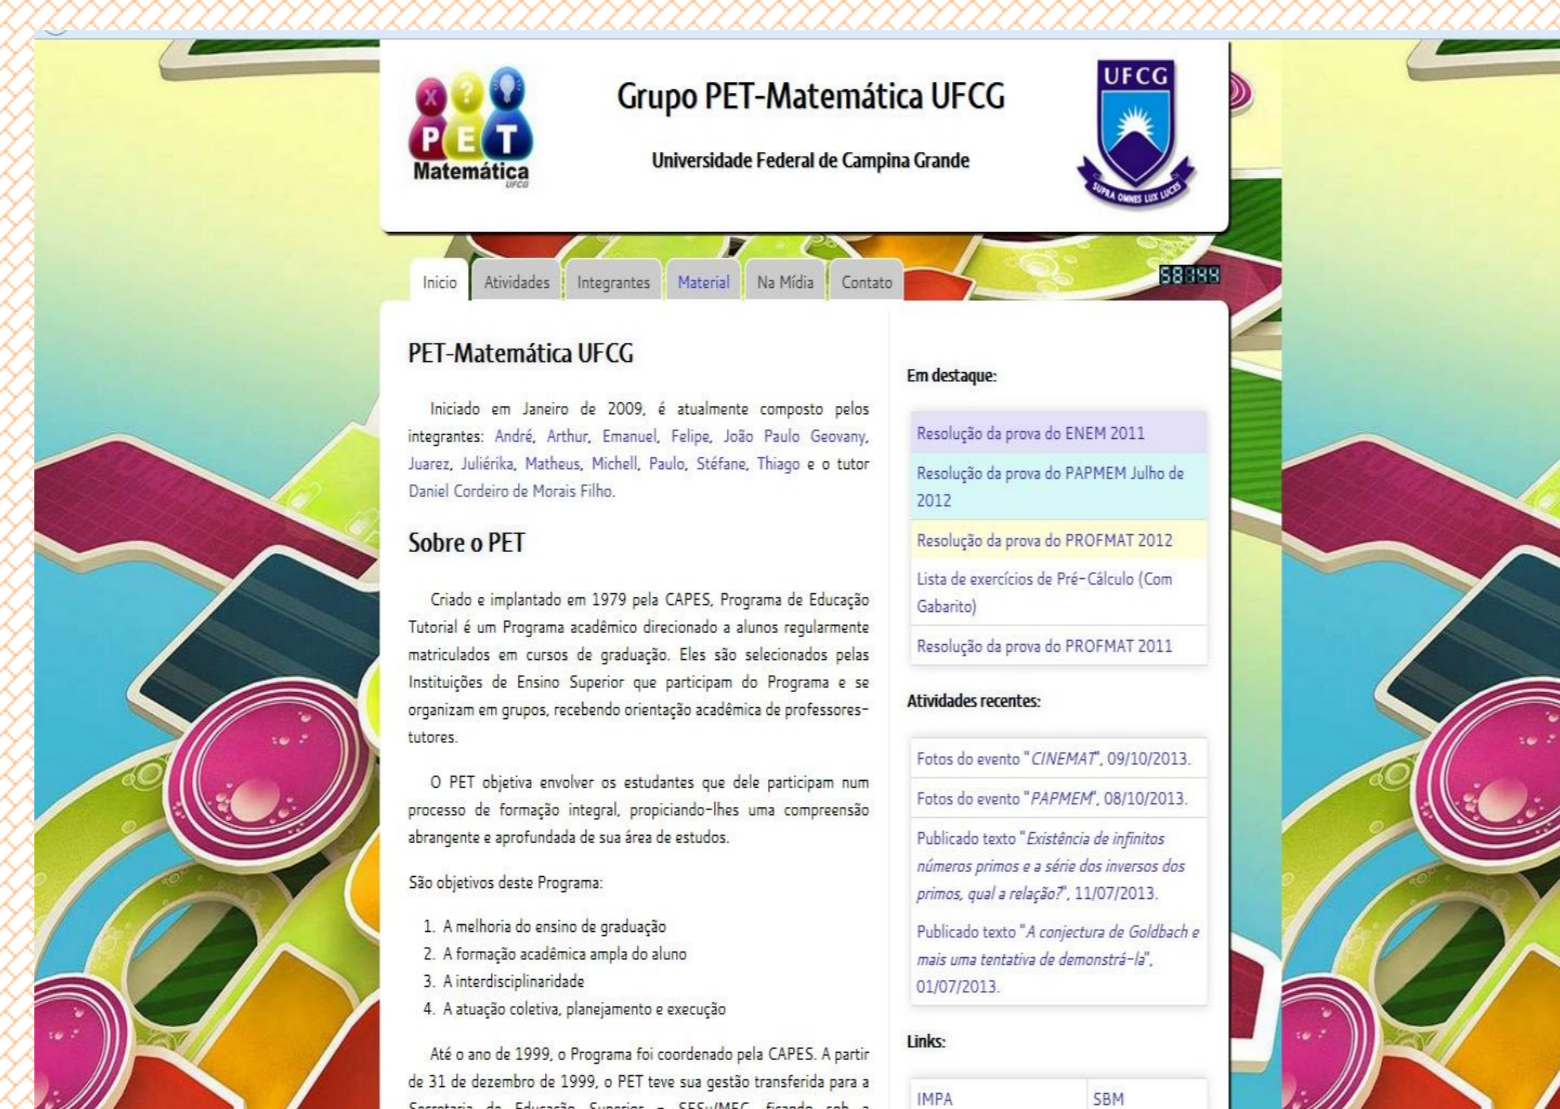 x ? 
PET
Matemática
UFCG
Grupo PET-Matemática UFCG
Universidade Federal de Campina Grande
UFCG
SUPRA OMNES LUX LUCES
Inicio
Atividades
Integrantes
Material
Na Mídia
Contato
58144
PET-Matemática UFCG
Iniciado em Janeiro de 2009, é atualmente composto pelos
integrantes: André, Arthur, Emanuel, Felipe, João Paulo Geovany,
Juarez, Juliérika, Matheus, Michell, Paulo, Stéfane, Thiago e o tutor
Daniel Cordeiro de Morais Filho.
Sobre o PET
Criado e implantado em 1979 pela CAPES, Programa de Educação
Tutorial é um Programa acadêmico direcionado a alunos regularmente
matriculados em cursos de graduação. Eles são selecionados pelas
Instituições de Ensino Superior que participam do Programa e se
organizam em grupos, recebendo orientação acadêmica de professores-
tutores.
O PET objetiva envolver os estudantes que dele participam num
processo de formação integral, propiciando-lhes uma compreensão
abrangente e aprofundada de sua área de estudos.
São objetivos deste Programa:
1. A melhoria do ensino de graduação
2. A formação acadêmica ampla do aluno
3. A interdisciplinaridade
4. A atuação coletiva, planejamento e execução
Até o ano de 1999, o Programa foi coordenado pela CAPES. A partir
de 31 de dezembro de 1999, o PET teve sua gestão transferida para a
Secretaria de Educação Superior - SESu/MEC, ficando sob a
Em destaque:
Resolução da prova do ENEM 2011
Resolução da prova do PAPMEM Julho de
2012
Resolução da prova do PROFMAT 2012
Lista de exercícios de Pré-Cálculo (Com
Gabarito)
Resolução da prova do PROFMAT 2011
Atividades recentes:
Fotos do evento "CINEMAT", 09/10/2013.
Fotos do evento "PAPMEM", 08/10/2013.
Publicado texto "Existência de infinitos
números primos e a série dos inversos dos
primos, qual a relação?", 11/07/2013.
Publicado texto "A conjectura de Goldbach e
mais uma tentativa de demonstrá-la",
01/07/2013.
Links:
IMPA
SBM